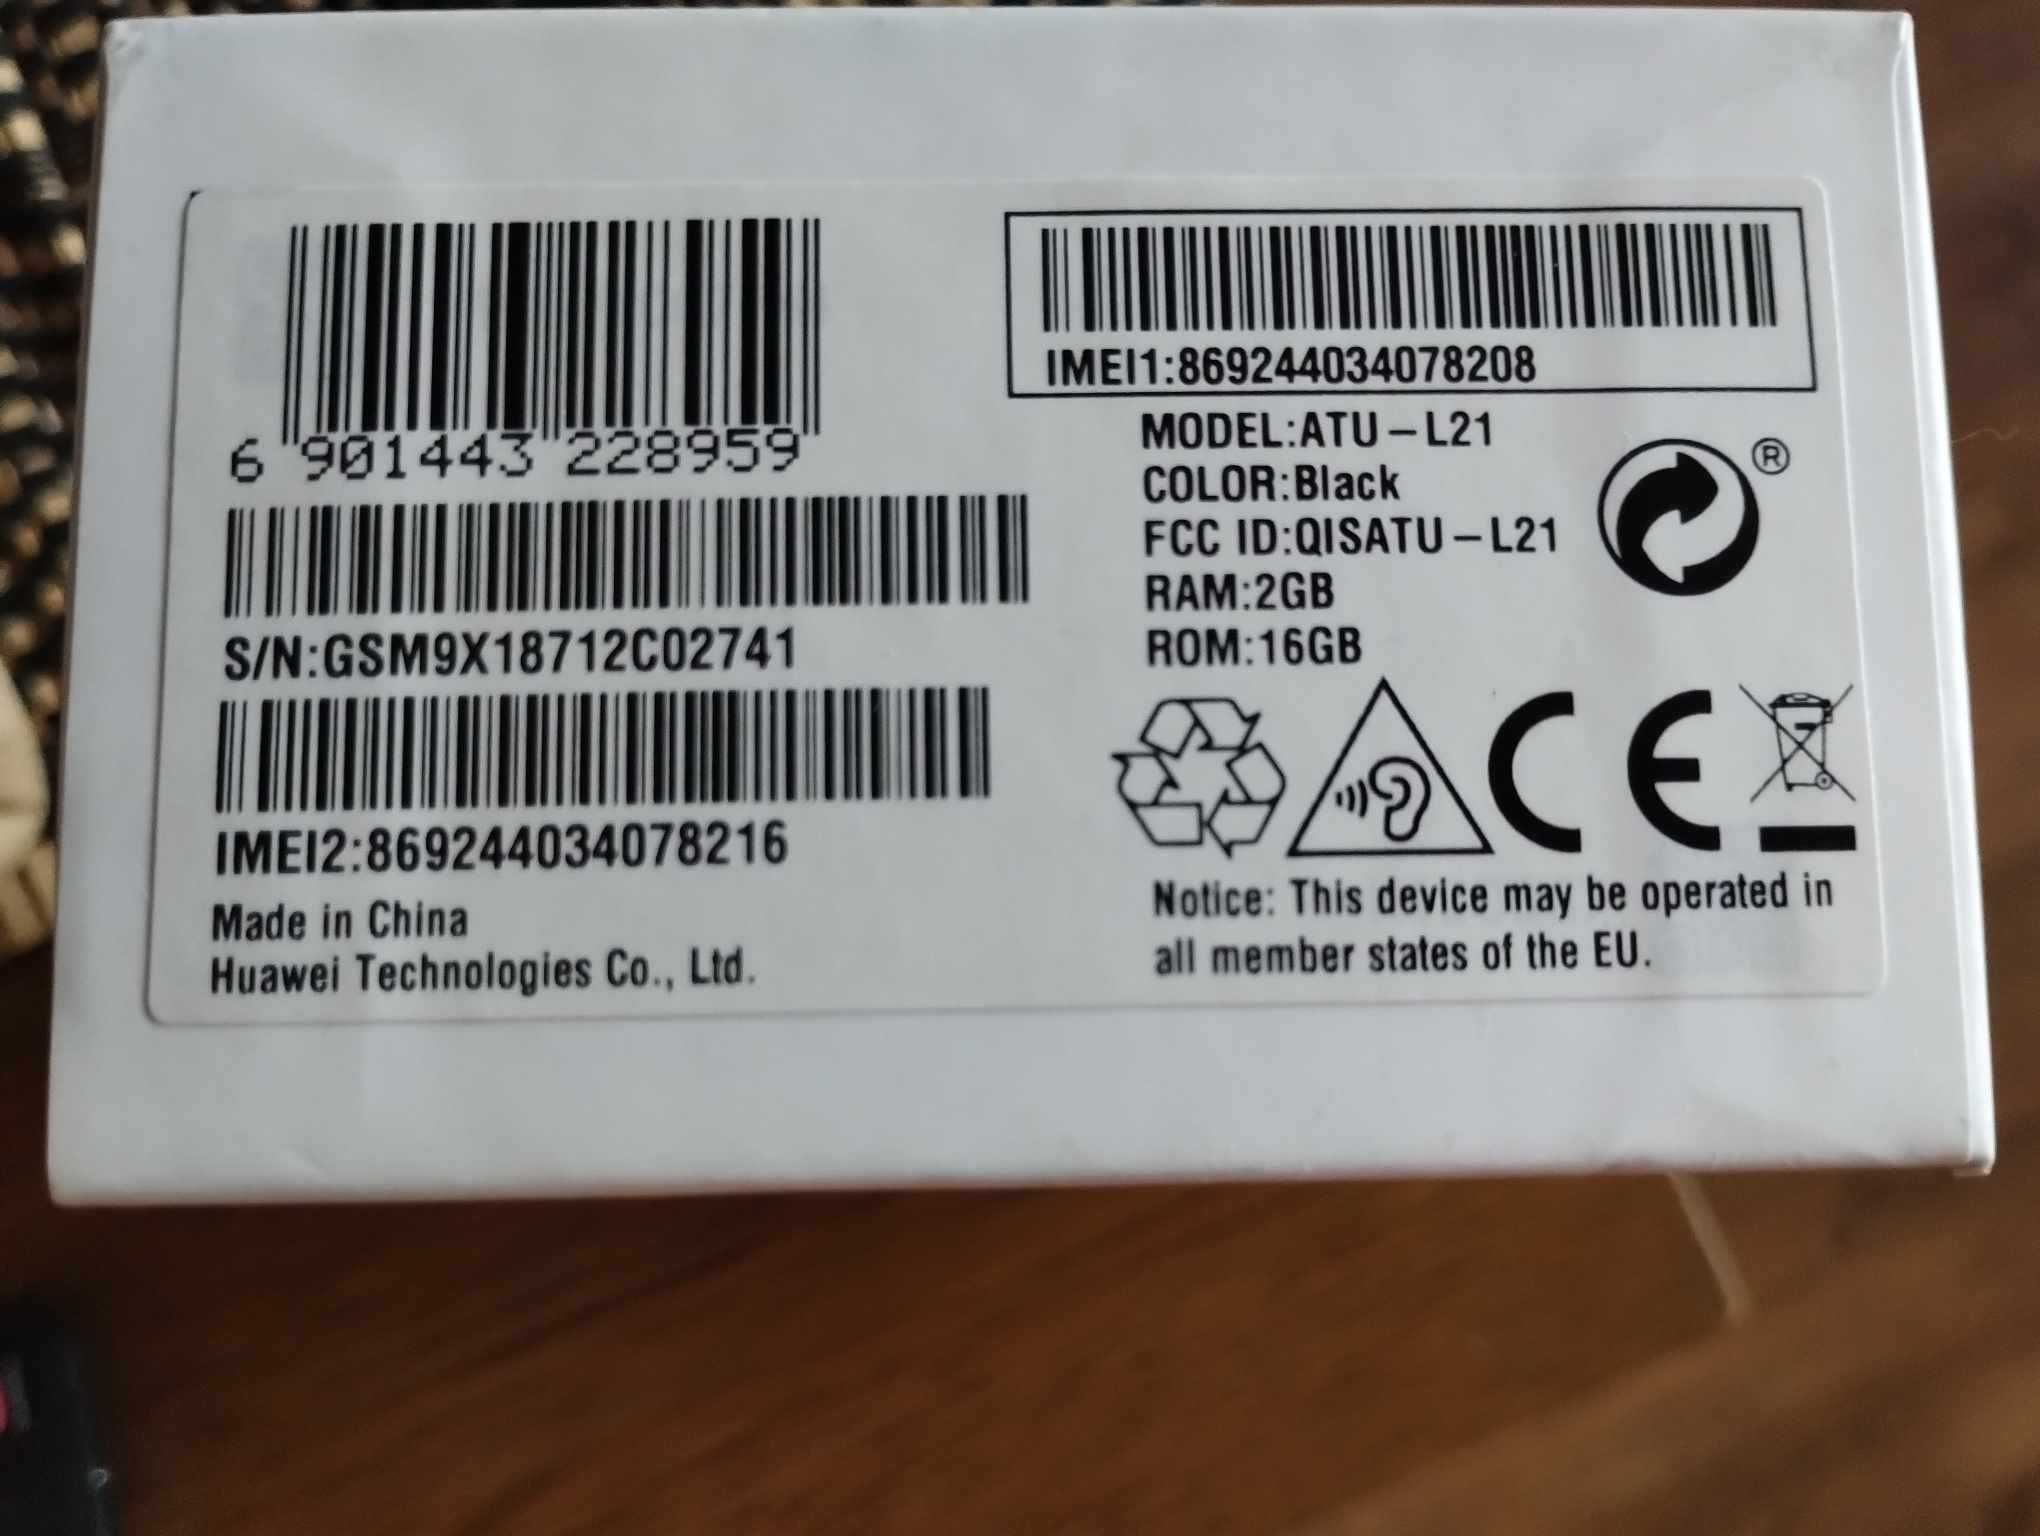 6 901443 228959
S/N:GSM9X18712C02741
IMEI2:869244034078216
Made in China
Huawei Technologies Co., Ltd.
IMEI1:869244034078208
MODEL:ATU-L21
COLOR:Black
FCC ID:QISATU-L21
RAM:2GB
ROM:16GB
®
CE
Notice: This device may be operated in
all member states of the EU.